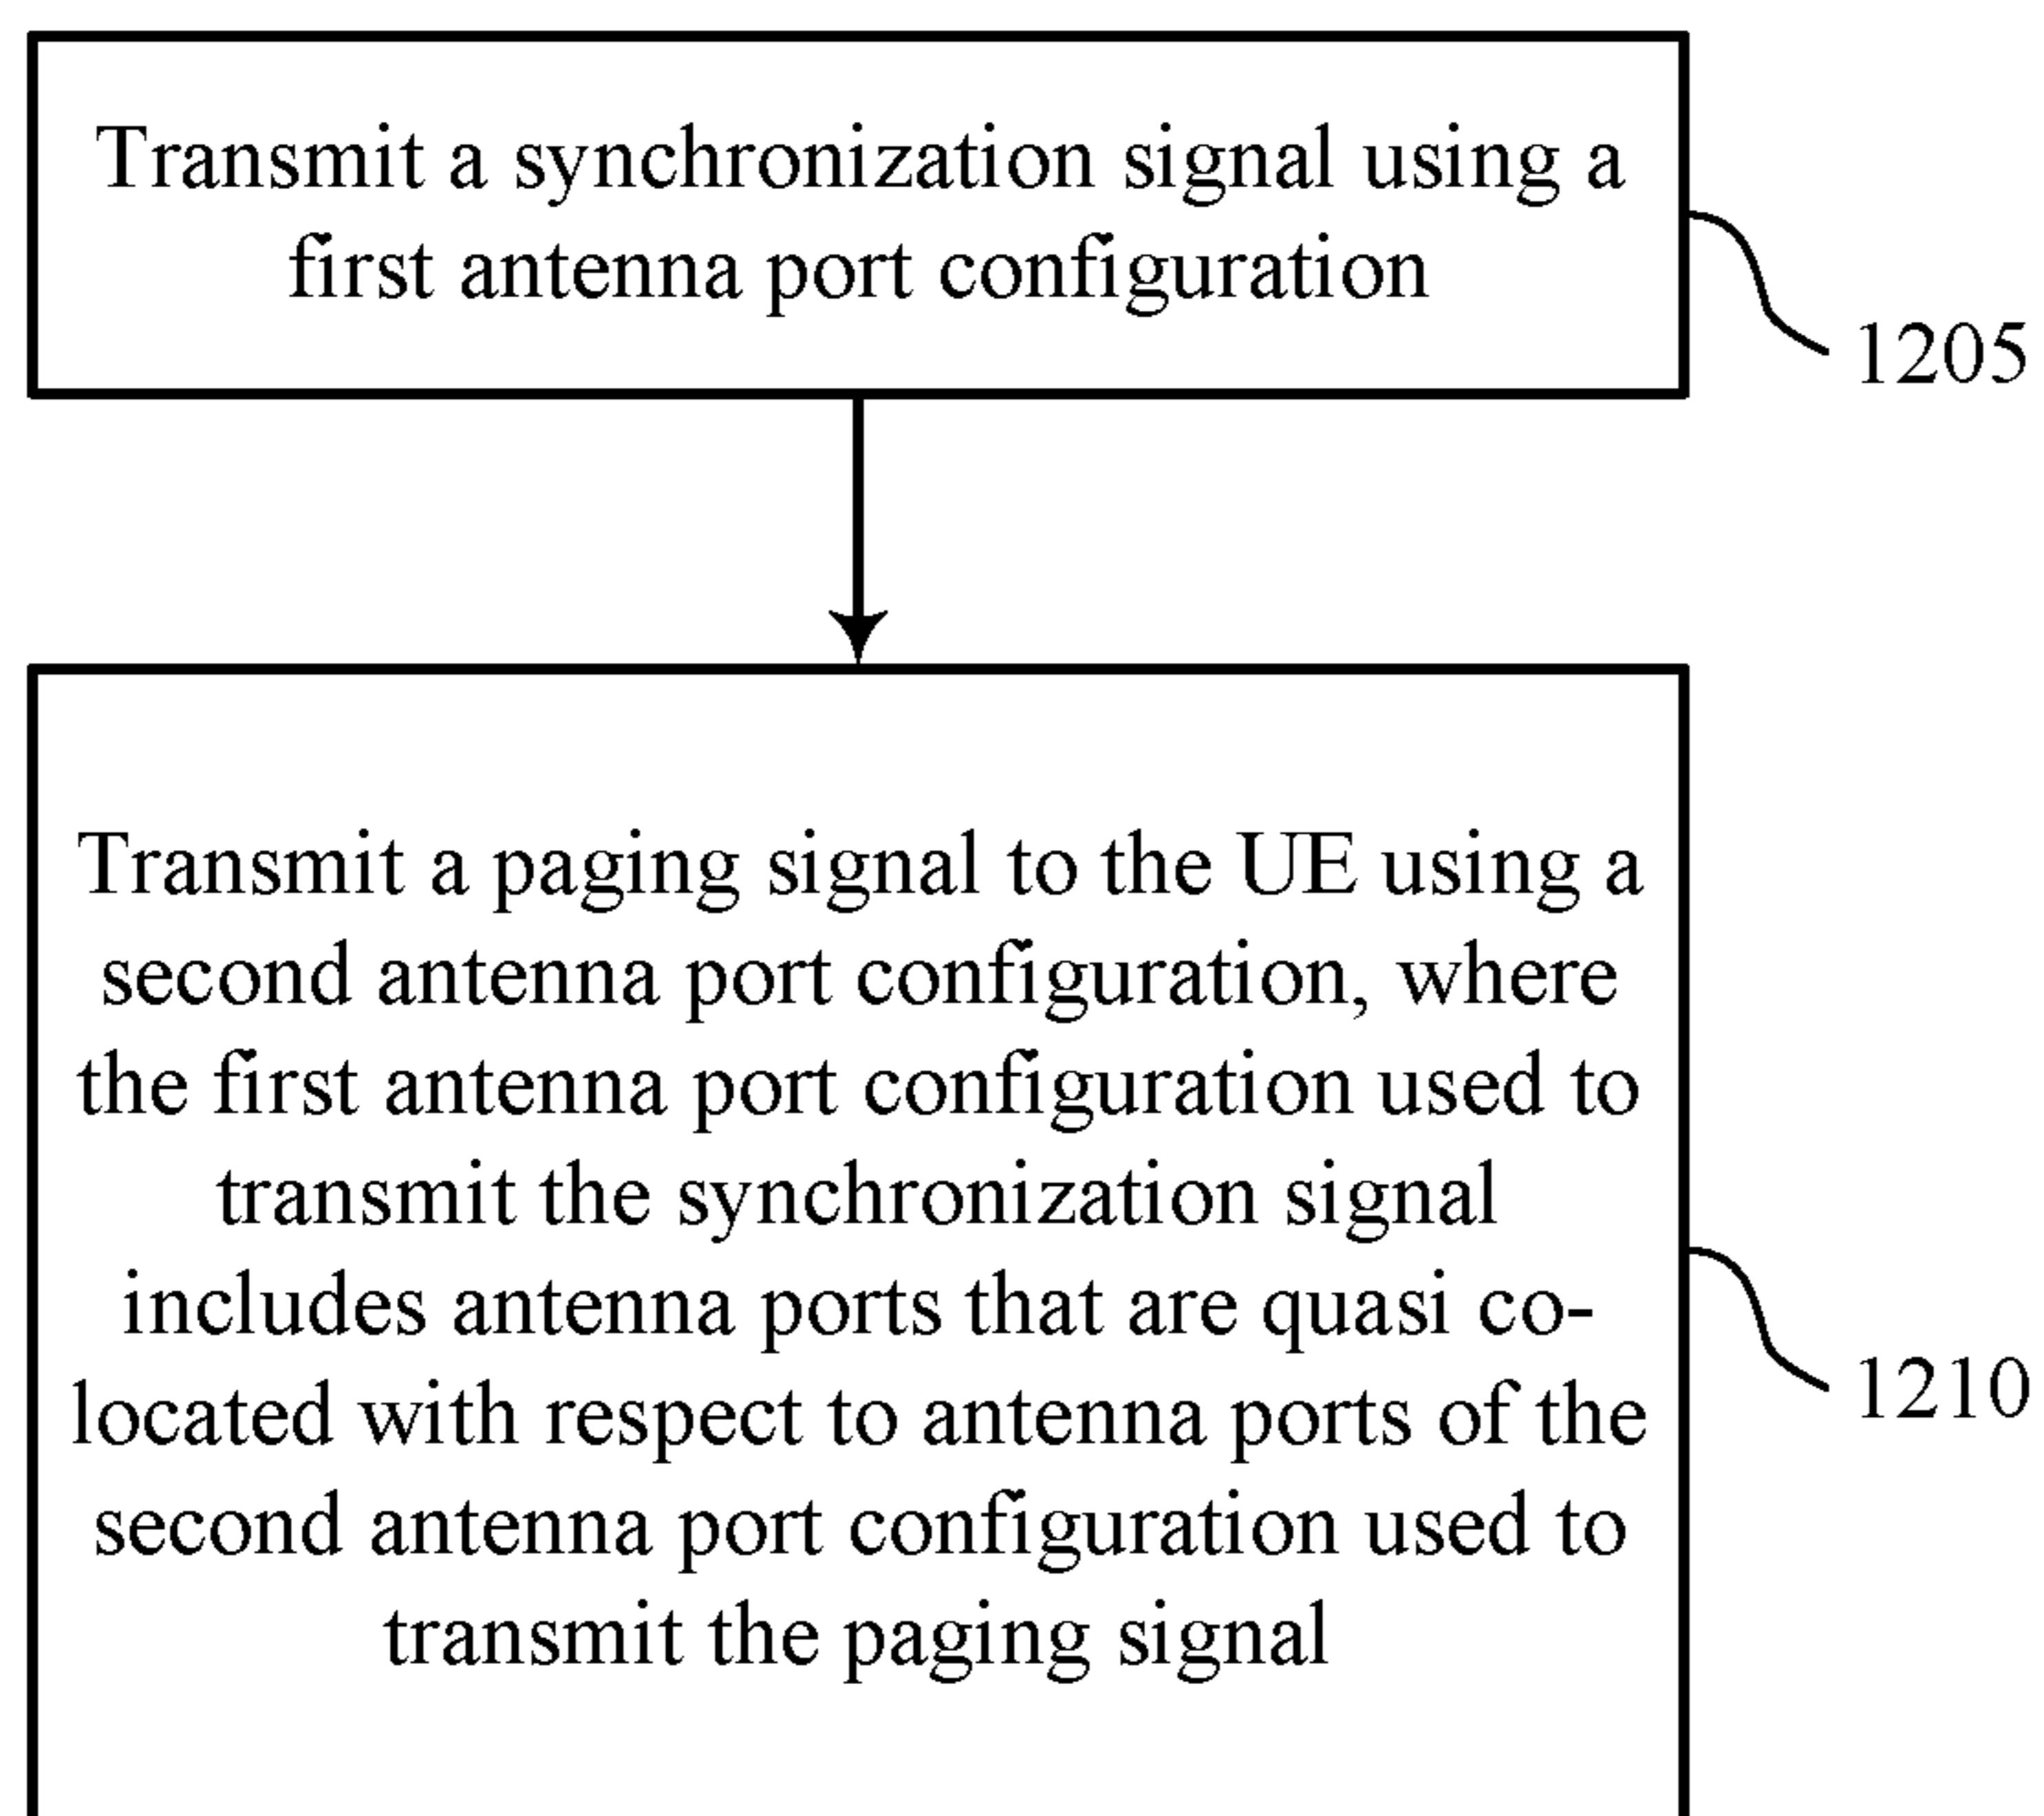 Transmit a synchronization signal using a
first antenna port configuration
1205
Transmit a paging signal to the UE using a
second antenna port configuration, where
the first antenna port configuration used to
transmit the synchronization signal
includes antenna ports that are quasi co-
located with respect to antenna ports of the
second antenna port configuration used to
transmit the paging signal
1210